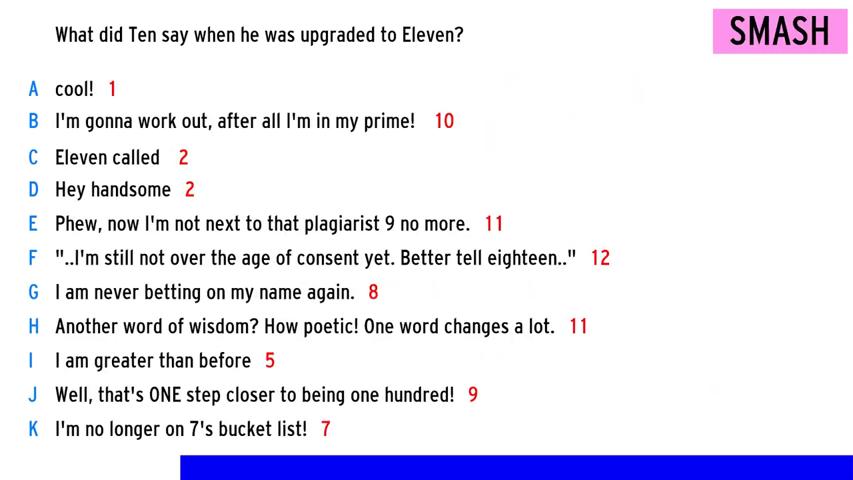 What did Ten say when he was upgraded to Eleven?
SMASH
A cool! 1
B I'm gonna work out, after all I'm in my prime! 10
C Eleven called 2
D Hey handsome 2
E Phew, now I'm not next to that plagiarist 9 no more. 11
F "..I'm still not over the age of consent yet. Better tell eighteen.." 12
G I am never betting on my name again. 8
H Another word of wisdom? How poetic! One word changes a lot. 11
I I am greater than before 5
J Well, that's ONE step closer to being one hundred! 9
K I'm no longer on 7's bucket list! 7